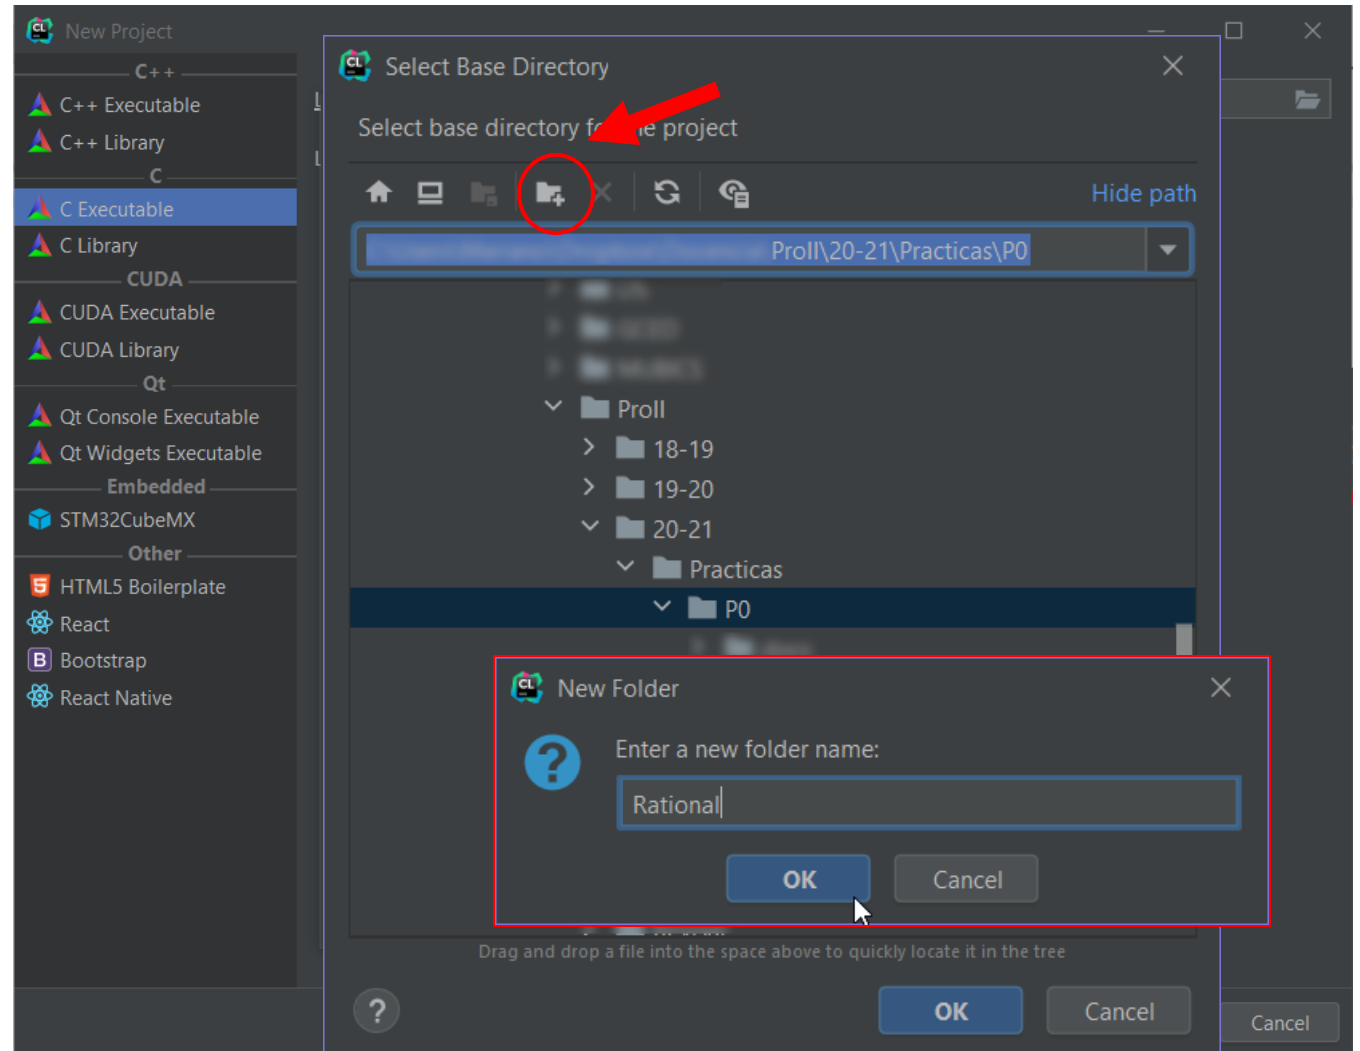 New Project
C++
C++ Executable
C++ Library
C
C Executable
C Library
CUDA
CUDA Executable
CUDA Library
Qt
Qt Console Executable
Qt Widgets Executable
Embedded
STM32CubeMX
Other
HTML5 Boilerplate
React
Bootstrap
React Native
Select Base Directory
Select base directory for the project
Hide path
ProII\20-21\Practicas\P0
ProII
18-19
19-20
20-21
Practicas
P0
New Folder
Enter a new folder name:
Rational
OK Cancel
Drag and drop a file into the space above to quickly locate it in the tree
? OK Cancel
Cancel